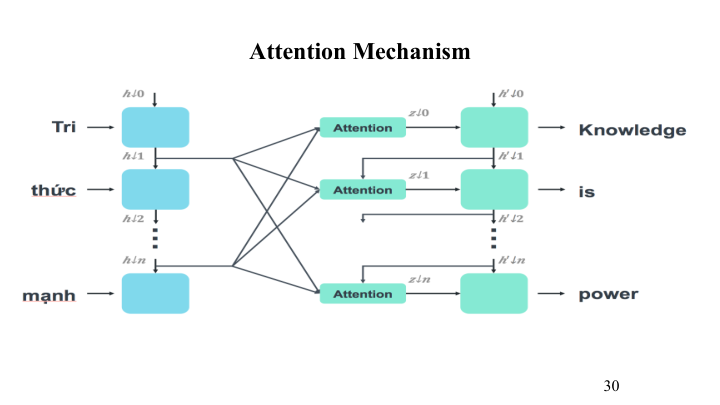 Attention Mechanism
h↓0
h'↓0
z↓0
Tri
Attention
Knowledge
h↓1
h'↓1
z↓1
thức
Attention
is
h↓2
h'↓2
h↓n
h'↓n
z↓n
mạnh
Attention
power
30